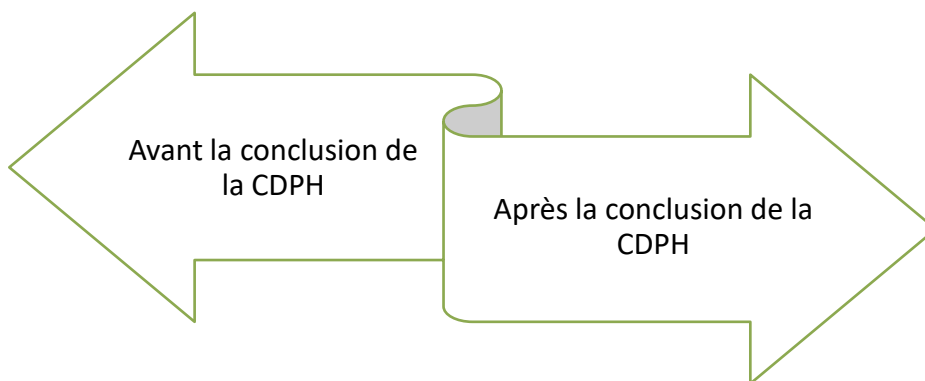 Avant la conclusion de
la CDPH
Après la conclusion de la
CDPH